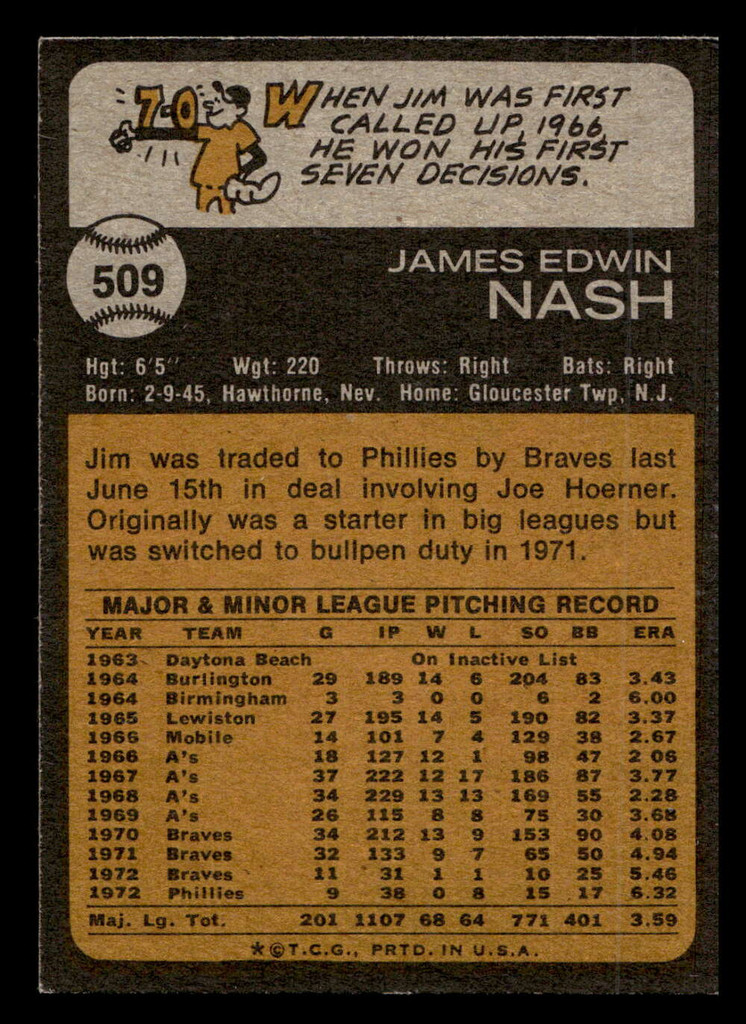 7-0
WHEN JIM WAS FIRST
CALLED UP, 1966,
HE WON HIS FIRST
SEVEN DECISIONS.
509
JAMES EDWIN
NASH
Hgt: 6'5" Wgt: 220 Throws: Right Bats: Right
Born: 2-9-45, Hawthorne, Nev. Home: Gloucester Twp, N.J.
Jim was traded to Phillies by Braves last
June 15th in deal involving Joe Hoerner.
Originally was a starter in big leagues but
was switched to bullpen duty in 1971.
MAJOR & MINOR LEAGUE PITCHING RECORD
YEAR TEAM G IP W L SO BB ERA
1963 Daytona Beach On Inactive List
1964 Burlington 29 189 14 6 204 83 3.43
1964 Birmingham 3 3 0 0 6 2 6.00
1965 Lewiston 27 195 14 5 190 82 3.37
1966 Mobile 14 101 7 4 129 38 2.67
1966 A's 18 127 12 1 98 47 2 06
1967 A's 37 222 12 17 186 87 3.77
1968 A's 34 229 13 13 169 55 2.28
1969 A's 26 115 8 8 75 30 3.68
1970 Braves 34 212 13 9 153 90 4.08
1971 Braves 32 133 9 7 65 50 4.94
1972 Braves 11 31 1 1 10 25 5.46
1972 Phillies 9 38 0 8 15 17 6.32
Maj. Lg. Tot. 201 1107 68 64 771 401 3.59
*©T.C.G., PRTD. IN U.S.A.